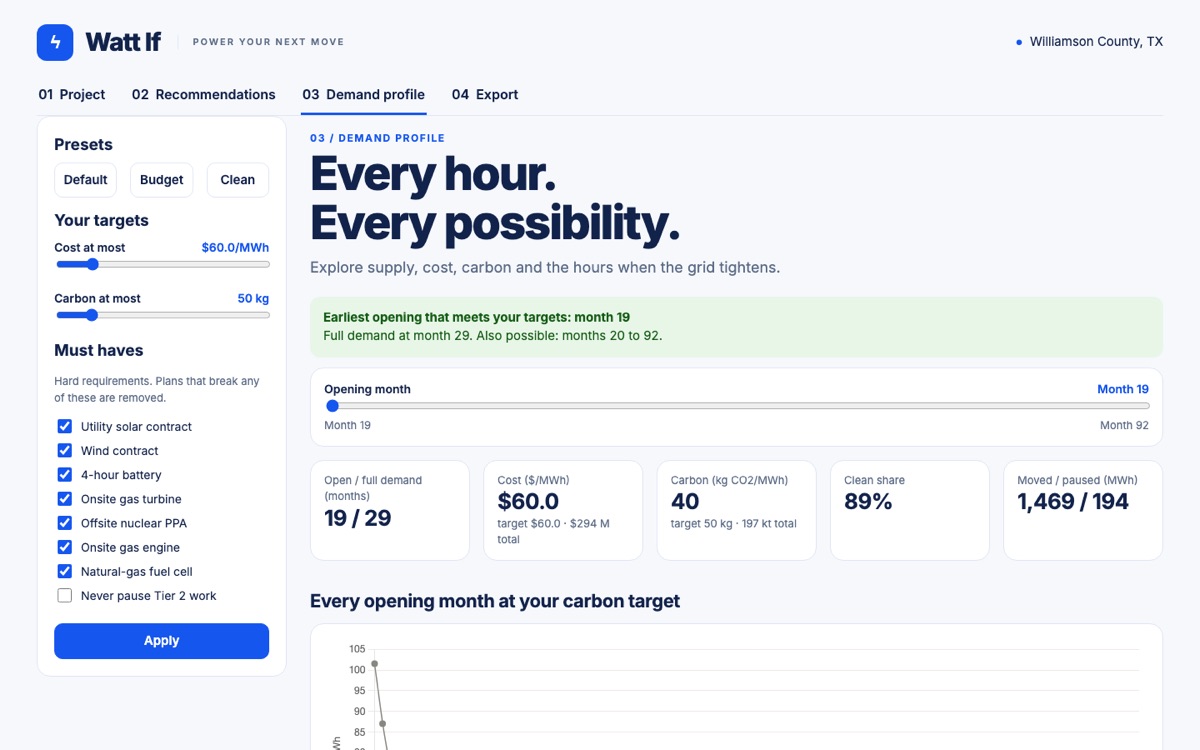 Watt If
POWER YOUR NEXT MOVE
Williamson County, TX
01 Project
02 Recommendations
03 Demand profile
04 Export
Presets
Default
Budget
Clean
Your targets
Cost at most
$60.0/MWh
Carbon at most
50 kg
Must haves
Hard requirements. Plans that break any
of these are removed.
Utility solar contract
Wind contract
4-hour battery
Onsite gas turbine
Offsite nuclear PPA
Onsite gas engine
Natural-gas fuel cell
Never pause Tier 2 work
Apply
03 / DEMAND PROFILE
Every hour.
Every possibility.
Explore supply, cost, carbon and the hours when the grid tightens.
Earliest opening that meets your targets: month 19
Full demand at month 29. Also possible: months 20 to 92.
Opening month
Month 19
Month 19
Month 92
Open / full demand
(months)
19 / 29
Cost ($/MWh)
$60.0
target $60.0 · $294 M
total
Carbon (kg CO2/MWh)
40
target 50 kg · 197 kt total
Clean share
89%
Moved / paused (MWh)
1,469 / 194
Every opening month at your carbon target
105
100
95
90
85